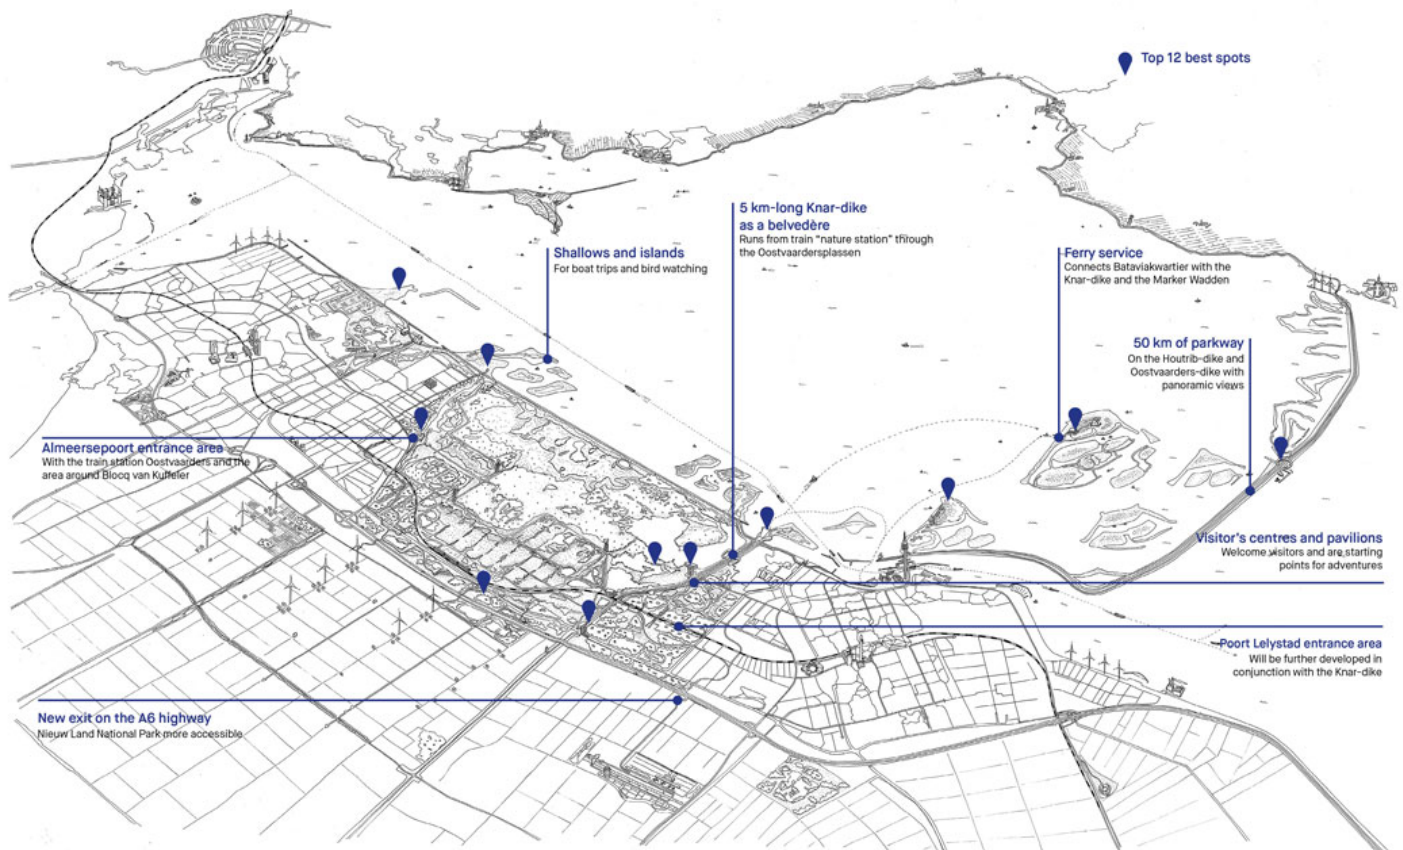 Top 12 best spots
5 km-long Knar-dike
as a belvedère
Runs from train “nature station” through
the Oostvaardersplassen
Shallows and islands
For boat trips and bird watching
Ferry service
Connects Bataviakwartier with the
Knar-dike and the Marker Wadden
50 km of parkway
On the Houtrib-dike and
Oostvaarders-dike with
panoramic views
Almeersepoort entrance area
With the train station Oostvaarders and the
area around Blocq van Kuffeler
Visitor's centres and pavilions
Welcome visitors and are starting
points for adventures
Poort Lelystad entrance area
Will be further developed in
conjunction with the Knar-dike
New exit on the A6 highway
Nieuw Land National Park more accessible